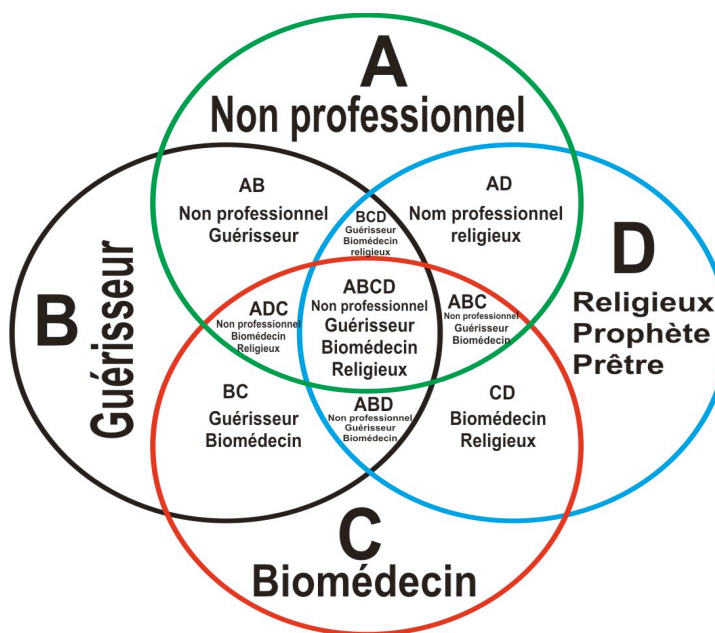 A
Non professionnel
AB
Non professionnel
Guérisseur
BCD
Guérisseur
Biomédecin
religieux
AD
Nom professionnel
religieux
B
Guérisseur
D
Religieux
Prophète
Prêtre
ADC
Non professionnel
Biomédecin
Religieux
ABCD
Non professionnel
Guérisseur
Biomédecin
Religieux
ABC
Non professionnel
Guérisseur
Biomédecin
BC
Guérisseur
Biomédecin
ABD
Non professionnel
Guérisseur
Biomédecin
CD
Biomédecin
Religieux
C
Biomédecin